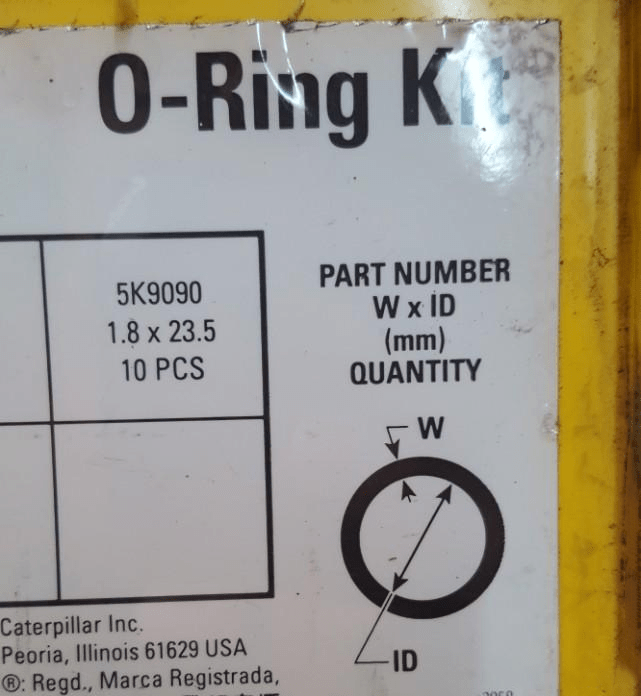 O-Ring Kit
5K9090
1.8 x 23.5
10 PCS
PART NUMBER
W x ID
(mm)
QUANTITY
W
ID
Caterpillar Inc.
Peoria, Illinois 61629 USA
®: Regd., Marca Registrada,